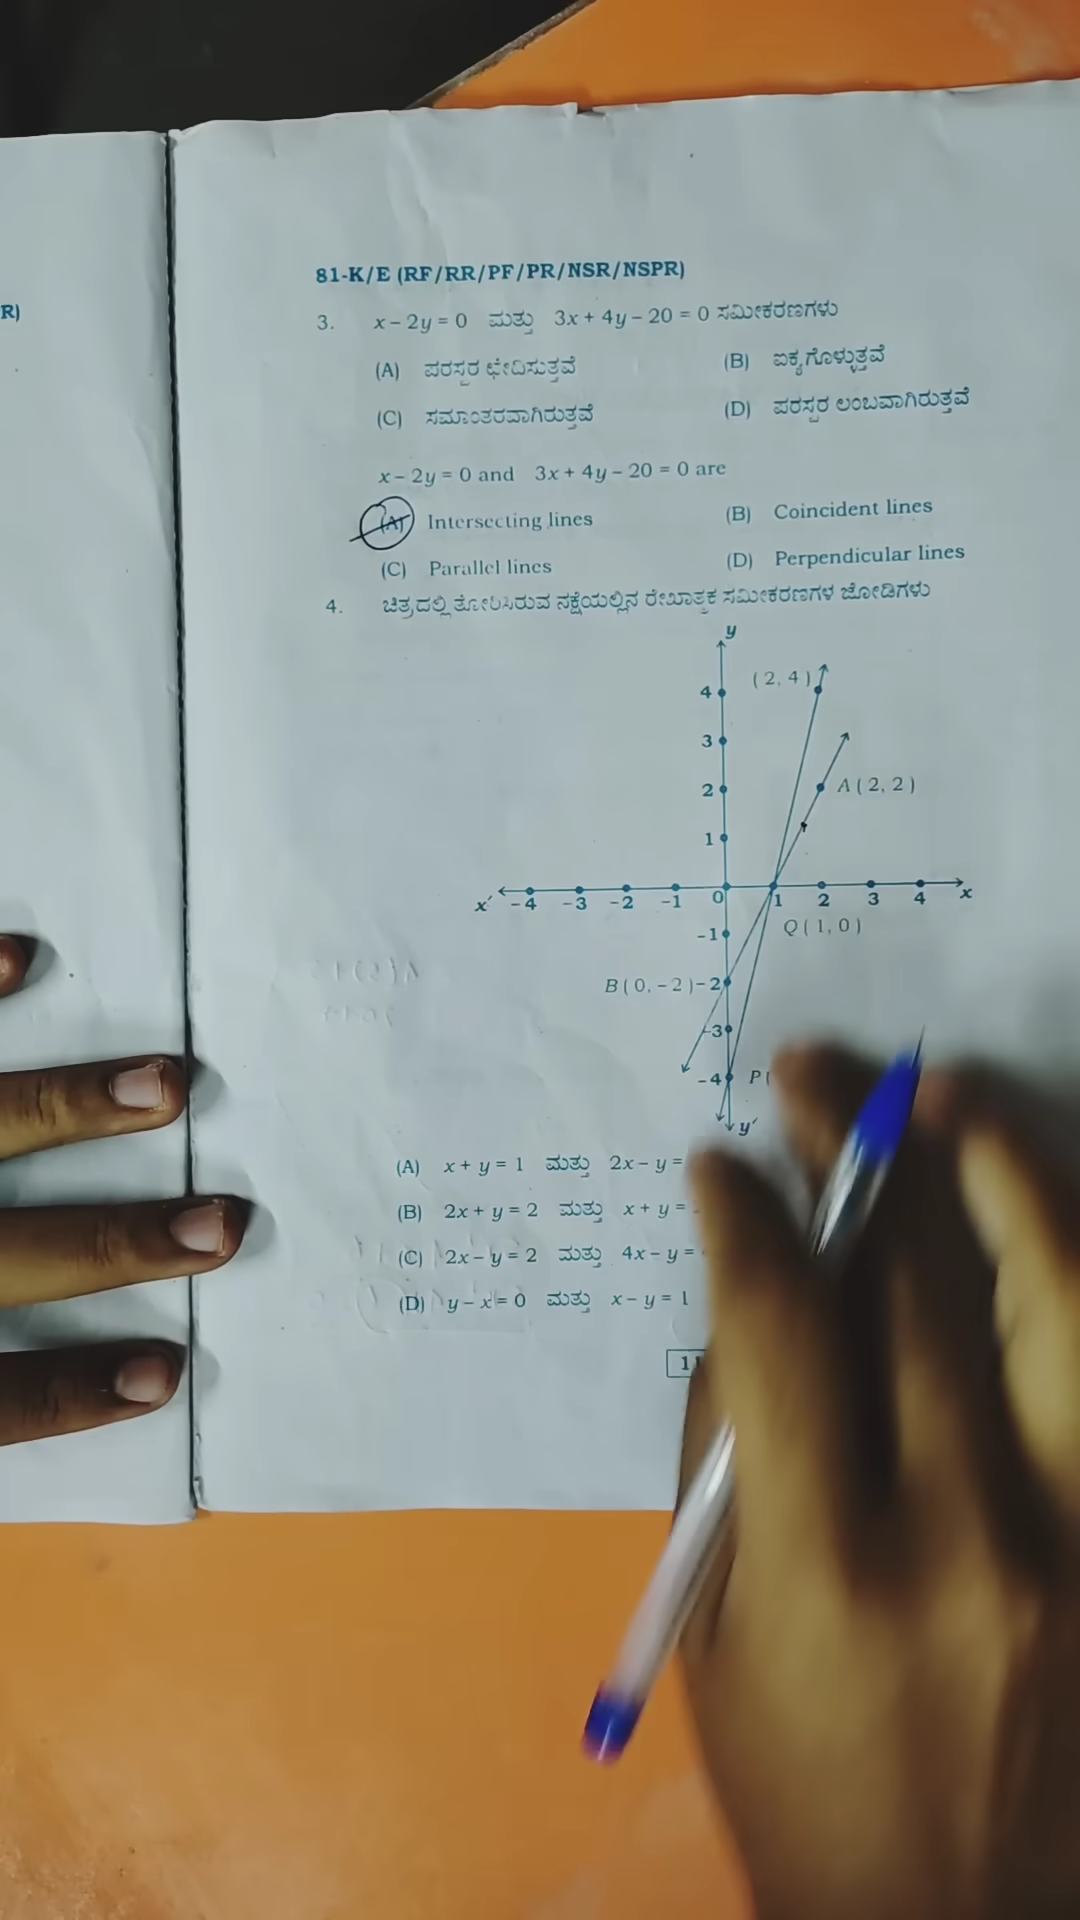 R)
81-K/E (RF/RR/PF/PR/NSR/NSPR)
3. x – 2y = 0 ಮತ್ತು 3x + 4y – 20 = 0 ಸಮೀಕರಣಗಳು
(A) ಪರಸ್ಪರ ಛೇದಿಸುತ್ತವೆ (B) ಐಕ್ಯಗೊಳ್ಳುತ್ತವೆ
(C) ಸಮಾಂತರವಾಗಿರುತ್ತವೆ (D) ಪರಸ್ಪರ ಲಂಬವಾಗಿರುತ್ತವೆ
x – 2y = 0 and 3x + 4y – 20 = 0 are
(A) Intersecting lines (B) Coincident lines
(C) Parallel lines (D) Perpendicular lines
4. ಚಿತ್ರದಲ್ಲಿ ತೋರಿಸಿರುವ ನಕ್ಷೆಯಲ್ಲಿನ ರೇಖಾತ್ಮಕ ಸಮೀಕರಣಗಳ ಜೋಡಿಗಳು
y
(2, 4)
4
3
2 A(2, 2)
1
x′ –4 –3 –2 –1 0 1 2 3 4 x
–1 Q(1, 0)
B(0, –2) –2
–3
–4 P(
y′
(A) x + y = 1 ಮತ್ತು 2x – y =
(B) 2x + y = 2 ಮತ್ತು x + y =
(C) 2x – y = 2 ಮತ್ತು 4x – y =
(D) y – x = 0 ಮತ್ತು x – y = 1